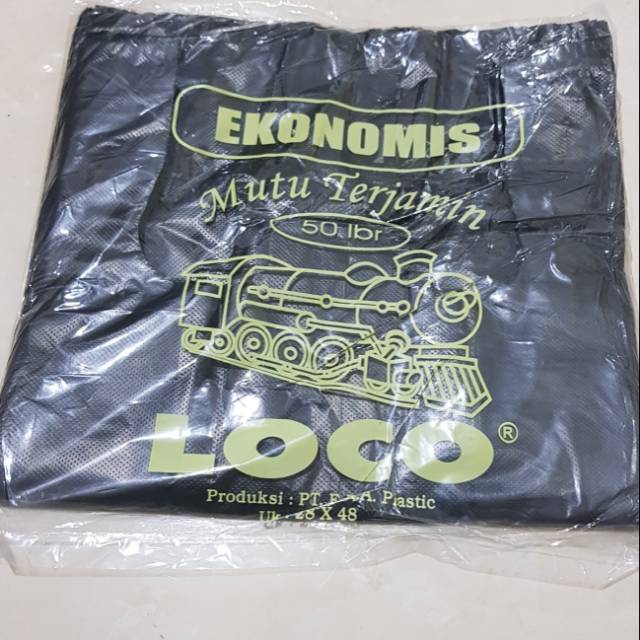 EKONOMIS
Mutu Terjamin
50 lbr
LOCO ®
Produksi : PT. Plastic
Uk X 48